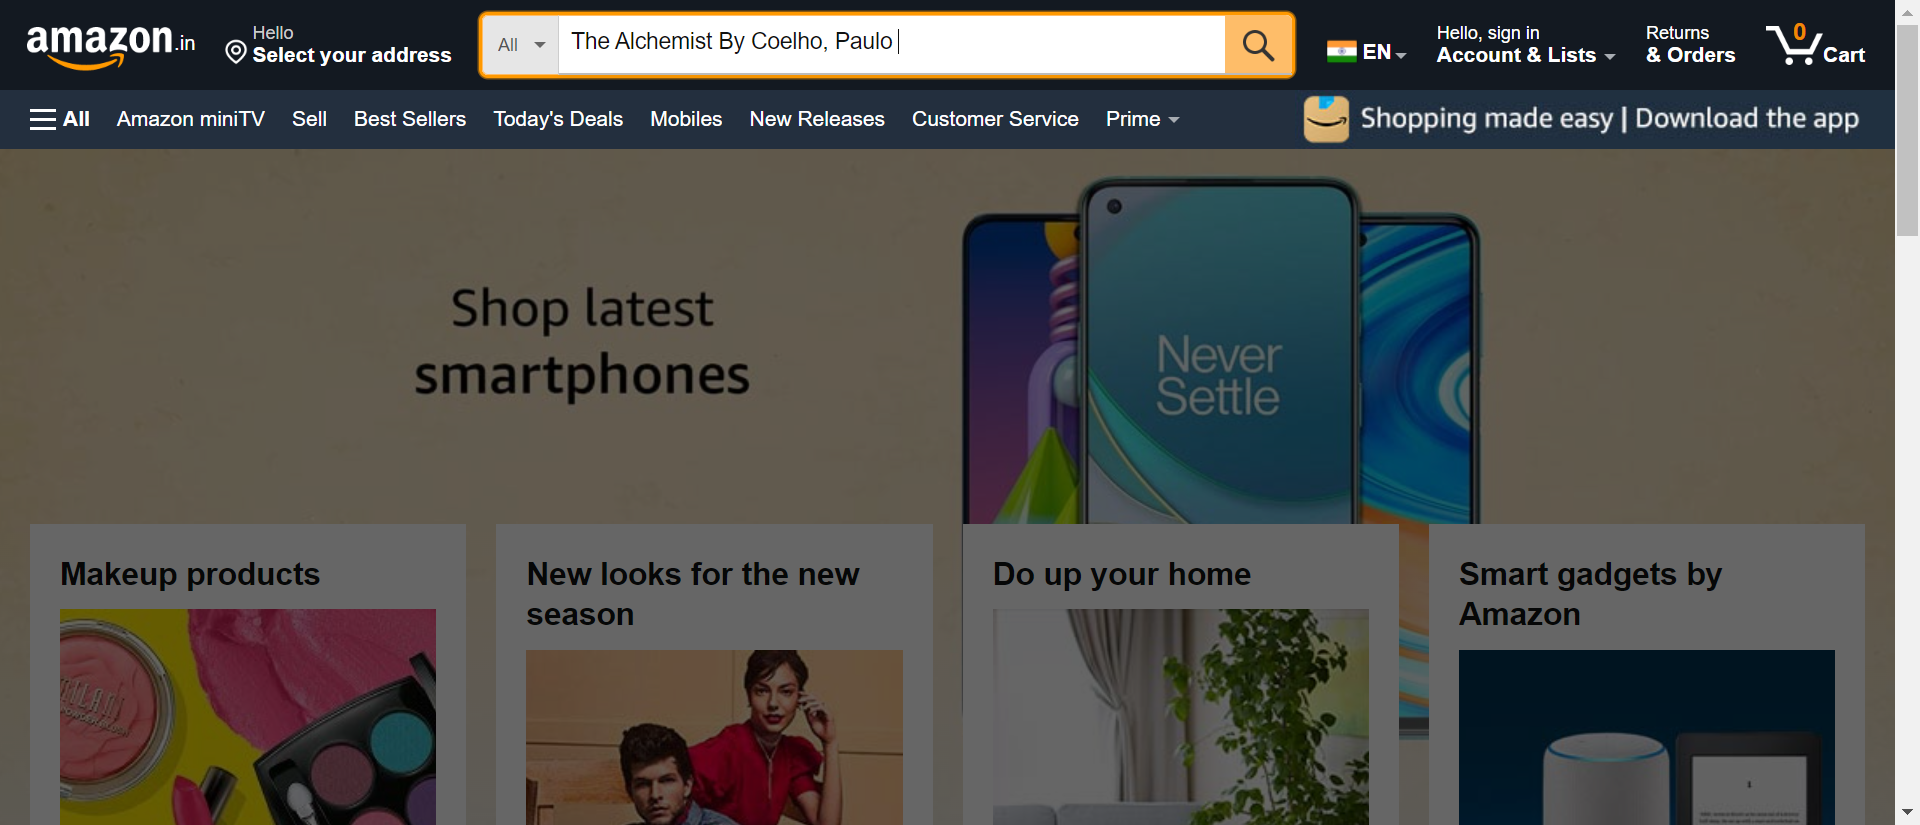 amazon.in
Hello
Select your address
All
The Alchemist By Coelho, Paulo
EN
Hello, sign in
Account & Lists
Returns
& Orders
0
Cart
All
Amazon miniTV
Sell
Best Sellers
Today's Deals
Mobiles
New Releases
Customer Service
Prime
Shopping made easy | Download the app
Shop latest
smartphones
Never
Settle
Makeup products
New looks for the new
season
Do up your home
Smart gadgets by
Amazon
MILANI